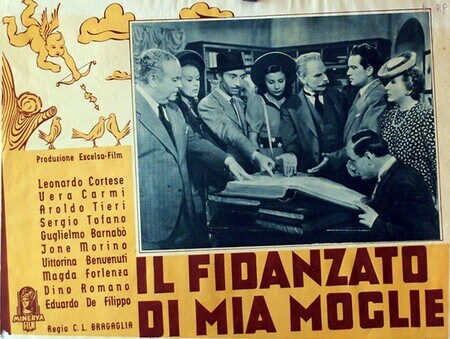 R P
Produzione Excelsa-Film
Leonardo Cortese
Vera Carmi
Aroldo Tieri
Sergio Tofano
Guglielmo Barnabò
Jone Morino
Vittorina Benvenuti
Magda Forlenza
Dino Romano
Eduardo De Filippo
MINERVA
FILM
Regia C. L. BRAGAGLIA
IL FIDANZATO
DI MIA MOGLIE